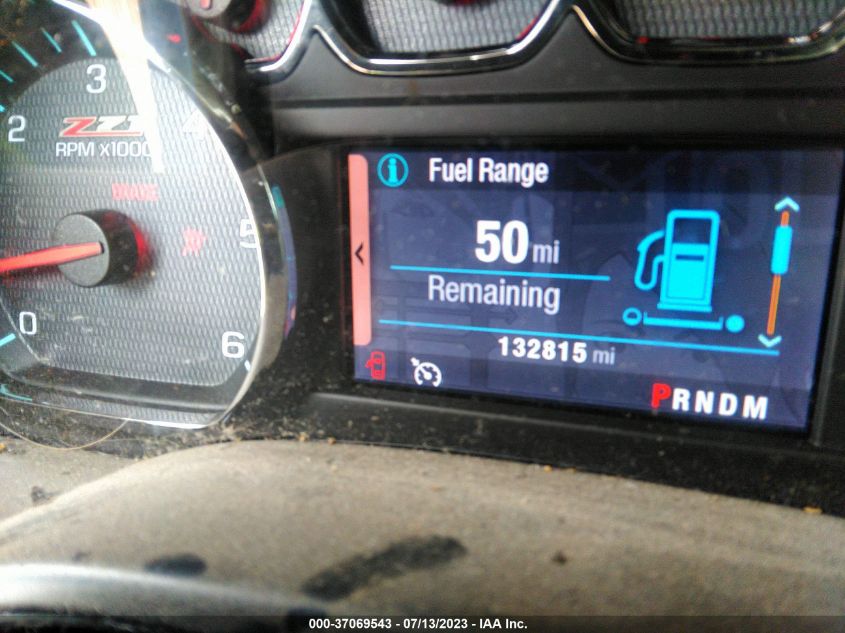 3
2
4
Z71
RPM x1000
BRAKE
5
0
6
Fuel Range
50 mi
Remaining
132815 mi
PRNDM
000-37069543 - 07/13/2023 - IAA Inc.